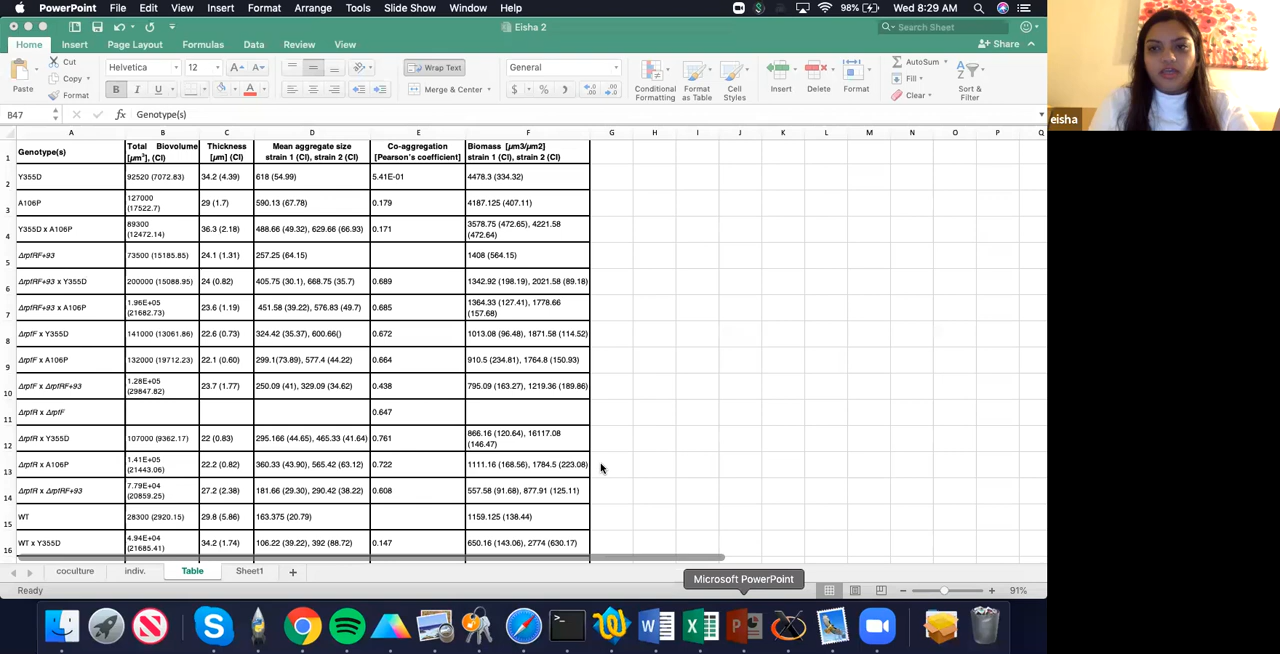 PowerPoint File Edit View Insert Format Arrange Tools Slide Show Window Help 98% Wed 8:29 AM
Eisha 2 Search Sheet
Home Insert Page Layout Formulas Data Review View Share
Paste Cut Copy Format Helvetica 12 A A Wrap Text General Conditional Formatting Format as Table Cell Styles Insert Delete Format AutoSum Fill Clear Sort & Filter
B I U A Merge & Center $ % )
B47 fx Genotype(s)
A B C D E F G H I J K L M N O P Q
1 Genotype(s) Total Biovolume [µm³], (CI) Thickness [µm] (CI) Mean aggregate size strain 1 (CI), strain 2 (CI) Co-aggregation [Pearson's coefficient] Biomass [µm3/µm2] strain 1 (CI), strain 2 (CI)
2 Y355D 92520 (7072.83) 34.2 (4.39) 618 (54.99) 5.41E-01 4478.3 (334.32)
3 A106P 127000 (17522.7) 29 (1.7) 590.13 (67.78) 0.179 4187.125 (407.11)
4 Y355D x A106P 89300 (12472.14) 36.3 (2.18) 488.66 (49.32), 629.66 (66.93) 0.171 3578.75 (472.65), 4221.58 (472.64)
5 ΔrpfRF+93 73500 (15185.85) 24.1 (1.31) 257.25 (64.15) 1408 (564.15)
6 ΔrpfRF+93 x Y355D 200000 (15088.95) 24 (0.82) 405.75 (30.1), 668.75 (35.7) 0.689 1342.92 (198.19), 2021.58 (89.18)
7 ΔrpfRF+93 x A106P 1.96E+05 (21682.73) 23.6 (1.19) 451.58 (39.22), 576.83 (49.7) 0.685 1364.33 (127.41), 1778.66 (157.68)
8 ΔrpfF x Y355D 141000 (13061.86) 22.6 (0.73) 324.42 (35.37), 600.66() 0.672 1013.08 (96.48), 1871.58 (114.52)
9 ΔrpfF x A106P 132000 (19712.23) 22.1 (0.60) 299.1(73.89), 577.4 (44.22) 0.664 910.5 (234.81), 1764.8 (150.93)
10 ΔrpfF x ΔrpfRF+93 1.28E+05 (29847.82) 23.7 (1.77) 250.09 (41), 329.09 (34.62) 0.438 795.09 (163.27), 1219.36 (189.86)
11 ΔrpfR x ΔrpfF 0.647
12 ΔrpfR x Y355D 107000 (9362.17) 22 (0.83) 295.166 (44.65), 465.33 (41.64) 0.761 866.16 (120.64), 16117.08 (146.47)
13 ΔrpfR x A106P 1.41E+05 (21443.06) 22.2 (0.82) 360.33 (43.90), 565.42 (63.12) 0.722 1111.16 (168.56), 1784.5 (223.08)
14 ΔrpfR x ΔrpfRF+93 7.79E+04 (20859.25) 27.2 (2.38) 181.66 (29.30), 290.42 (38.22) 0.608 557.58 (91.68), 877.91 (125.11)
15 WT 28300 (2920.15) 29.8 (5.86) 163.375 (20.79) 1159.125 (138.44)
16 WT x Y355D 4.94E+04 (21685.41) 34.2 (1.74) 106.22 (39.22), 392 (88.72) 0.147 650.16 (143.06), 2774 (630.17)
coculture indiv. Table Sheet1 +
Ready Microsoft PowerPoint 91%
eisha